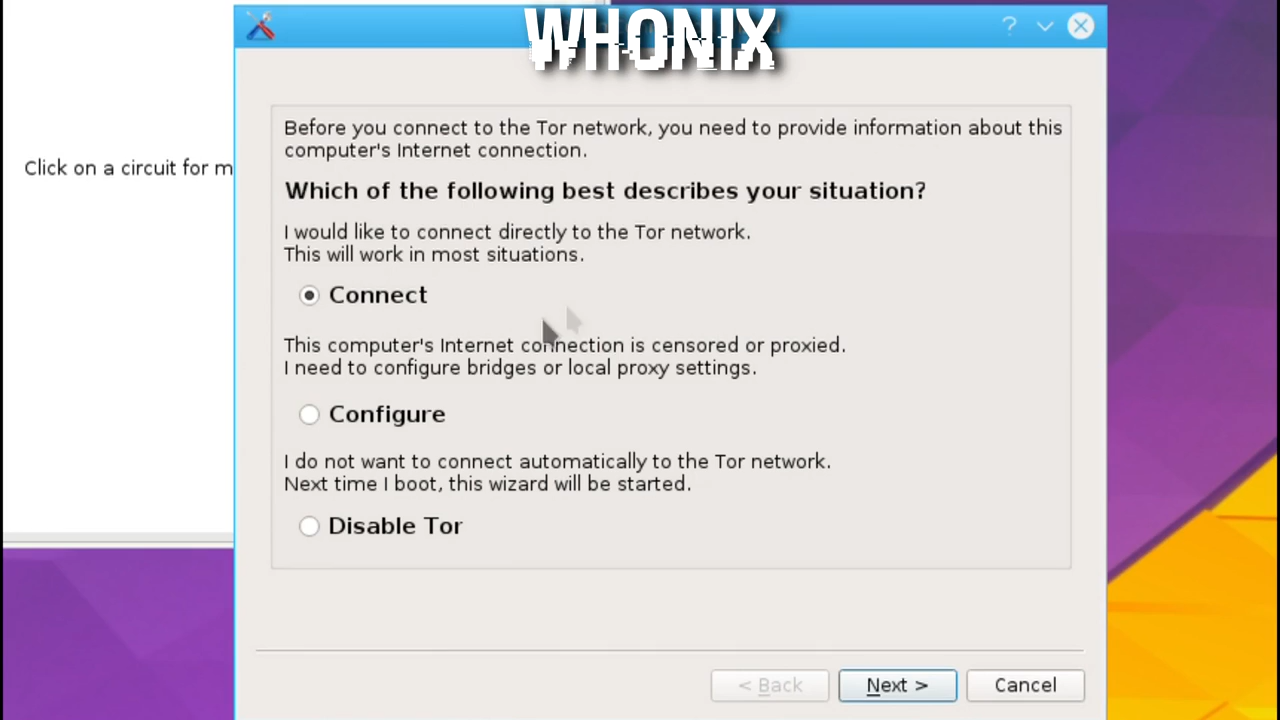 WHONIX
Click on a circuit for m
Before you connect to the Tor network, you need to provide information about this
computer's Internet connection.
Which of the following best describes your situation?
I would like to connect directly to the Tor network.
This will work in most situations.
Connect
This computer's Internet connection is censored or proxied.
I need to configure bridges or local proxy settings.
Configure
I do not want to connect automatically to the Tor network.
Next time I boot, this wizard will be started.
Disable Tor
< Back
Next >
Cancel